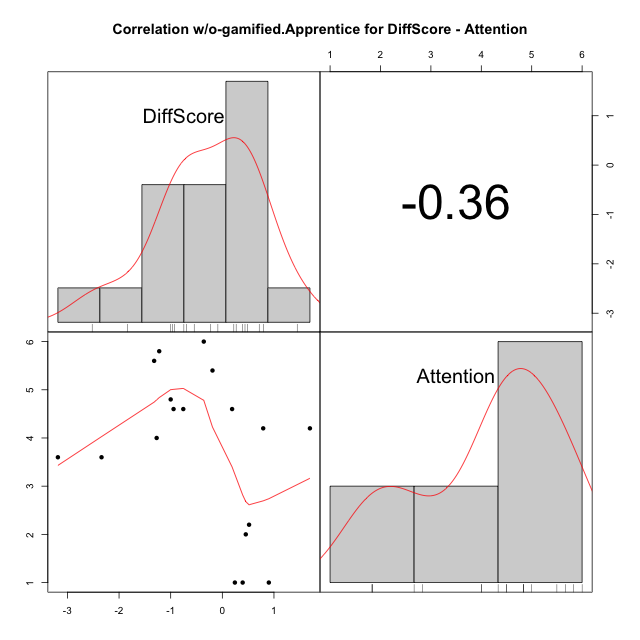 Correlation w/o-gamified.Apprentice for DiffScore - Attention
1 2 3 4 5 6
DiffScore
-0.36
1
0
-1
-2
-3
Attention
6
5
4
3
2
1
-3 -2 -1 0 1